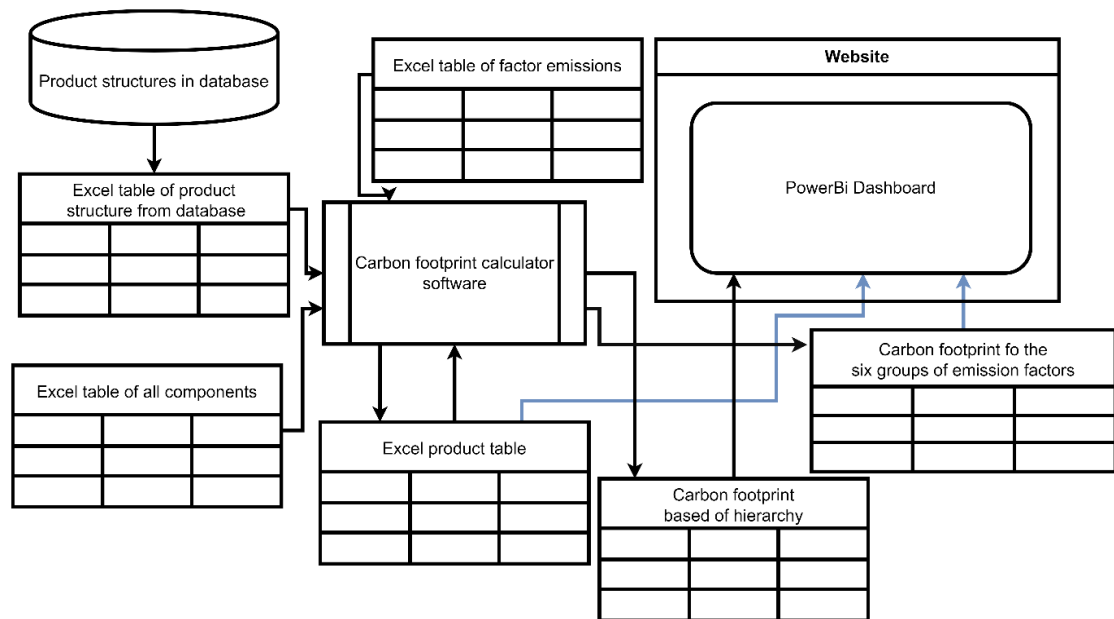 Product structures in database
Excel table of factor emissions
Website
PowerBi Dashboard
Excel table of product
structure from database
Carbon footprint calculator
software
Carbon footprint fo the
six groups of emission factors
Excel table of all components
Excel product table
Carbon footprint
based of hierarchy